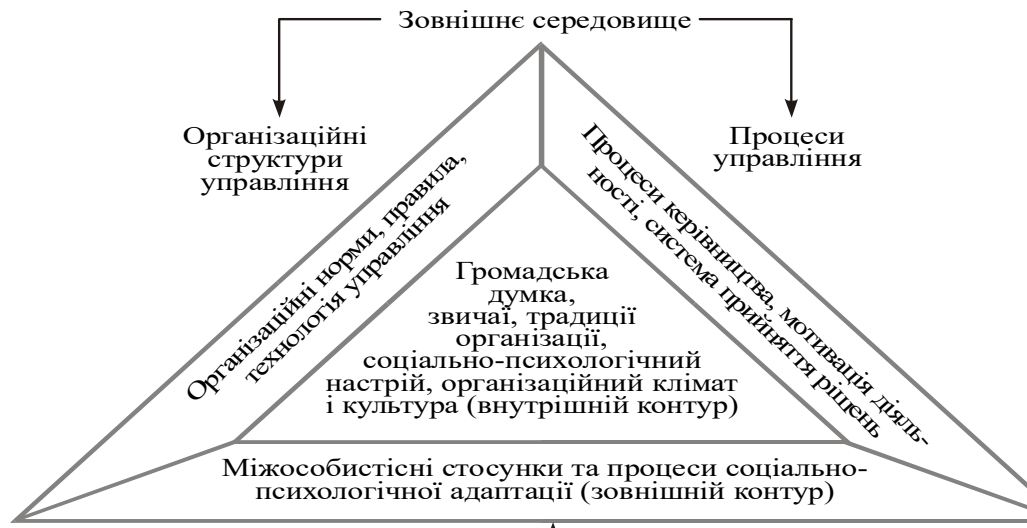 Зовнішнє середовище
Організаційні
структури
управління
Процеси
управління
Організаційні норми, правила,
технологія управління
Процеси керівництва, мотивація діяль-
ності, система прийняття рішень
Громадська
думка,
звичаї, традиції
організації,
соціально-психологічний
настрій, організаційний клімат
і культура (внутрішній контур)
Міжособистісні стосунки та процеси соціально-
психологічної адаптації (зовнішній контур)